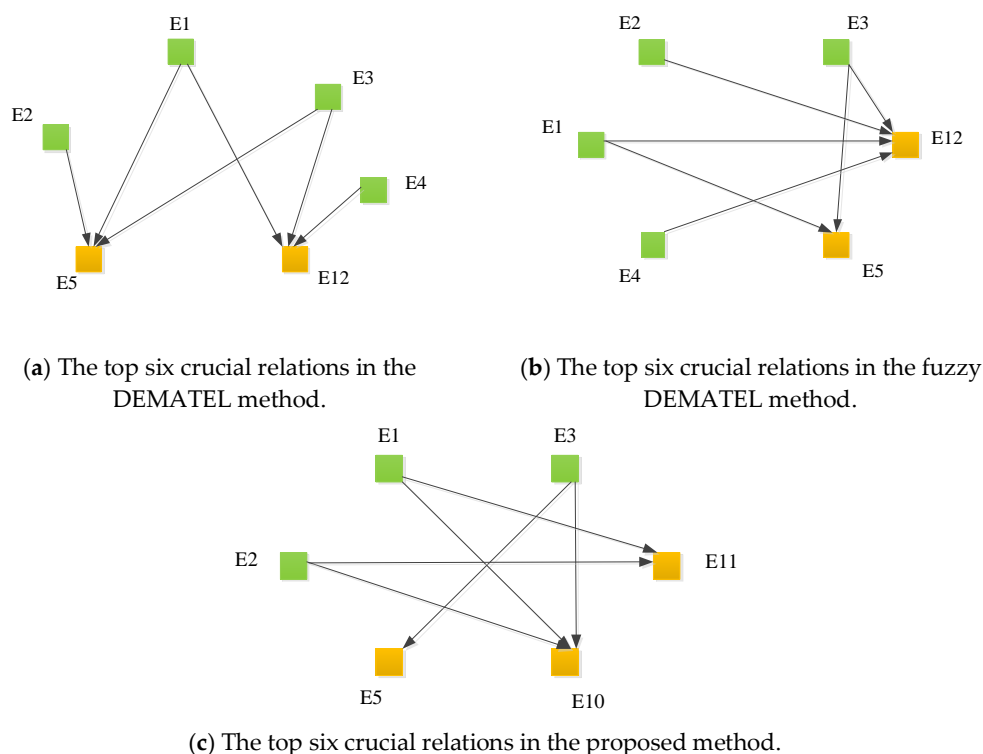 E1
E3
E2
E4
E5
E12
E2
E3
E1
E12
E4
E5
(a) The top six crucial relations in the
DEMATEL method.
(b) The top six crucial relations in the fuzzy
DEMATEL method.
E1
E3
E2
E11
E5
E10
(c) The top six crucial relations in the proposed method.